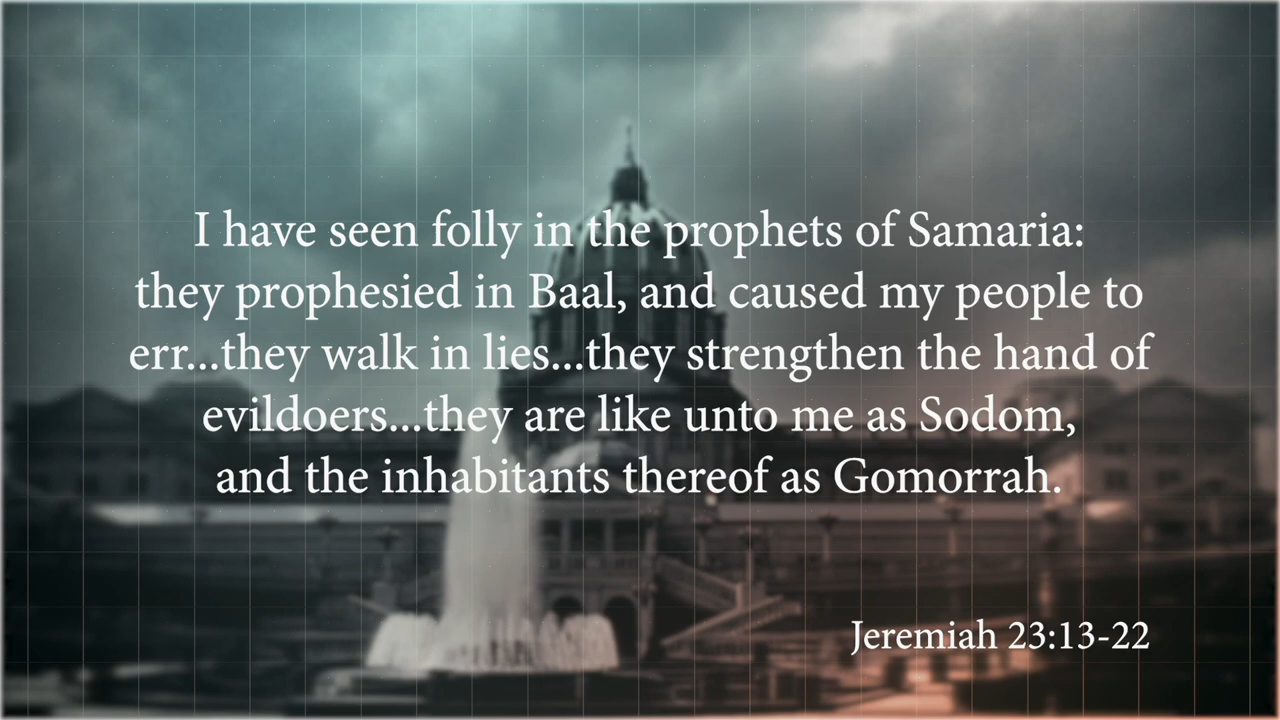 I have seen folly in the prophets of Samaria:
they prophesied in Baal, and caused my people to
err...they walk in lies...they strengthen the hand of
evildoers...they are like unto me as Sodom,
and the inhabitants thereof as Gomorrah.
Jeremiah 23:13-22